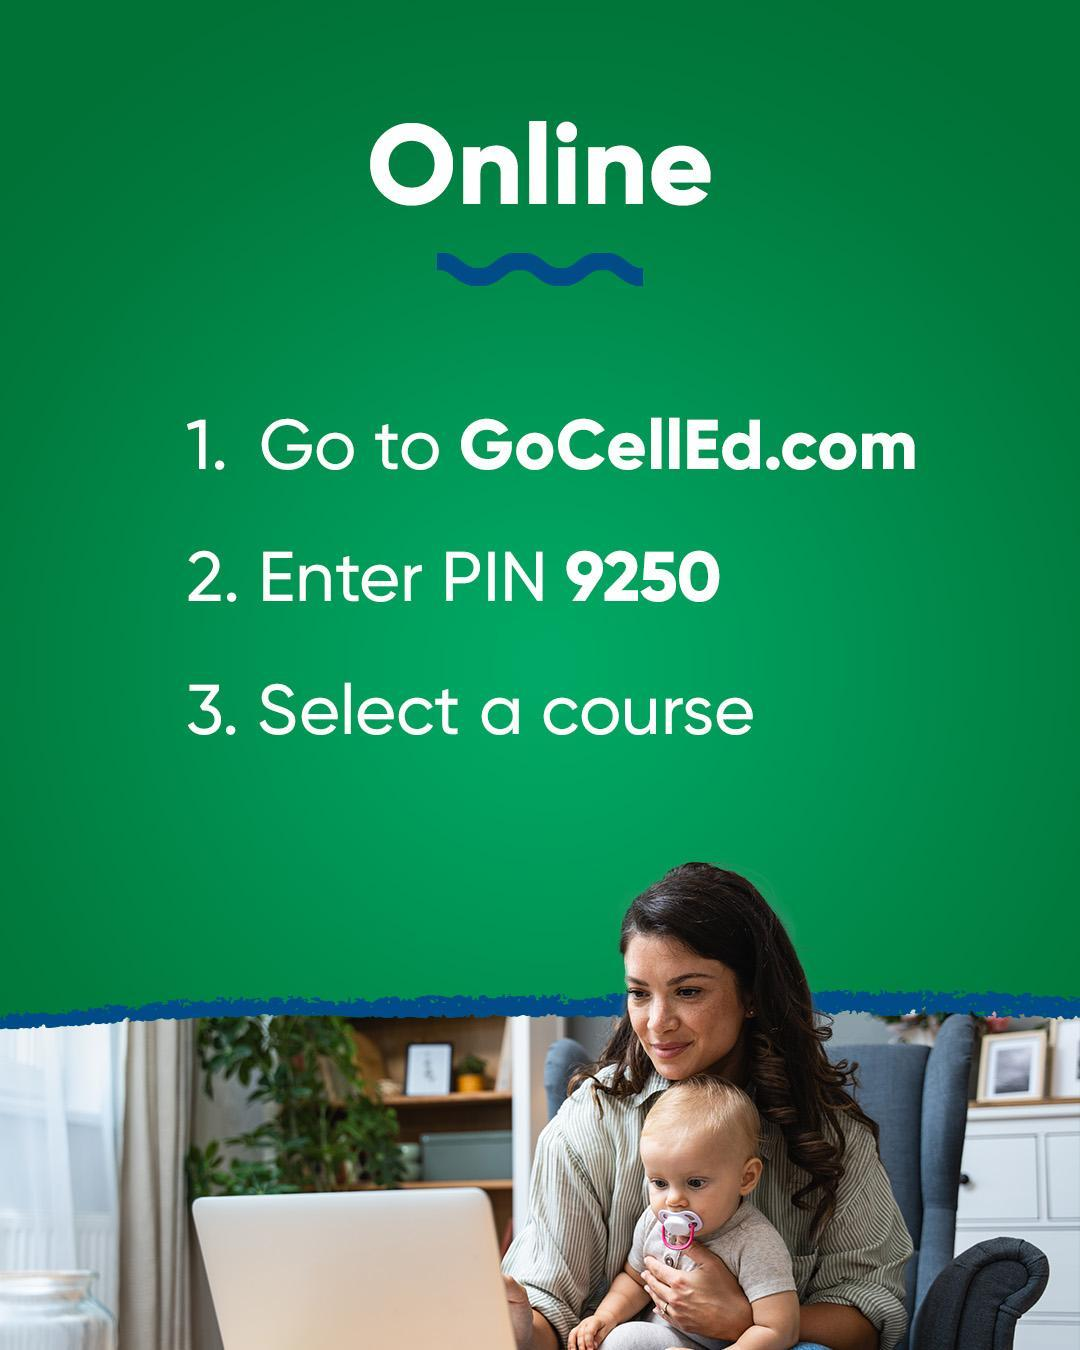 Online
1. Go to GoCellEd.com
2. Enter PIN 9250
3. Select a course